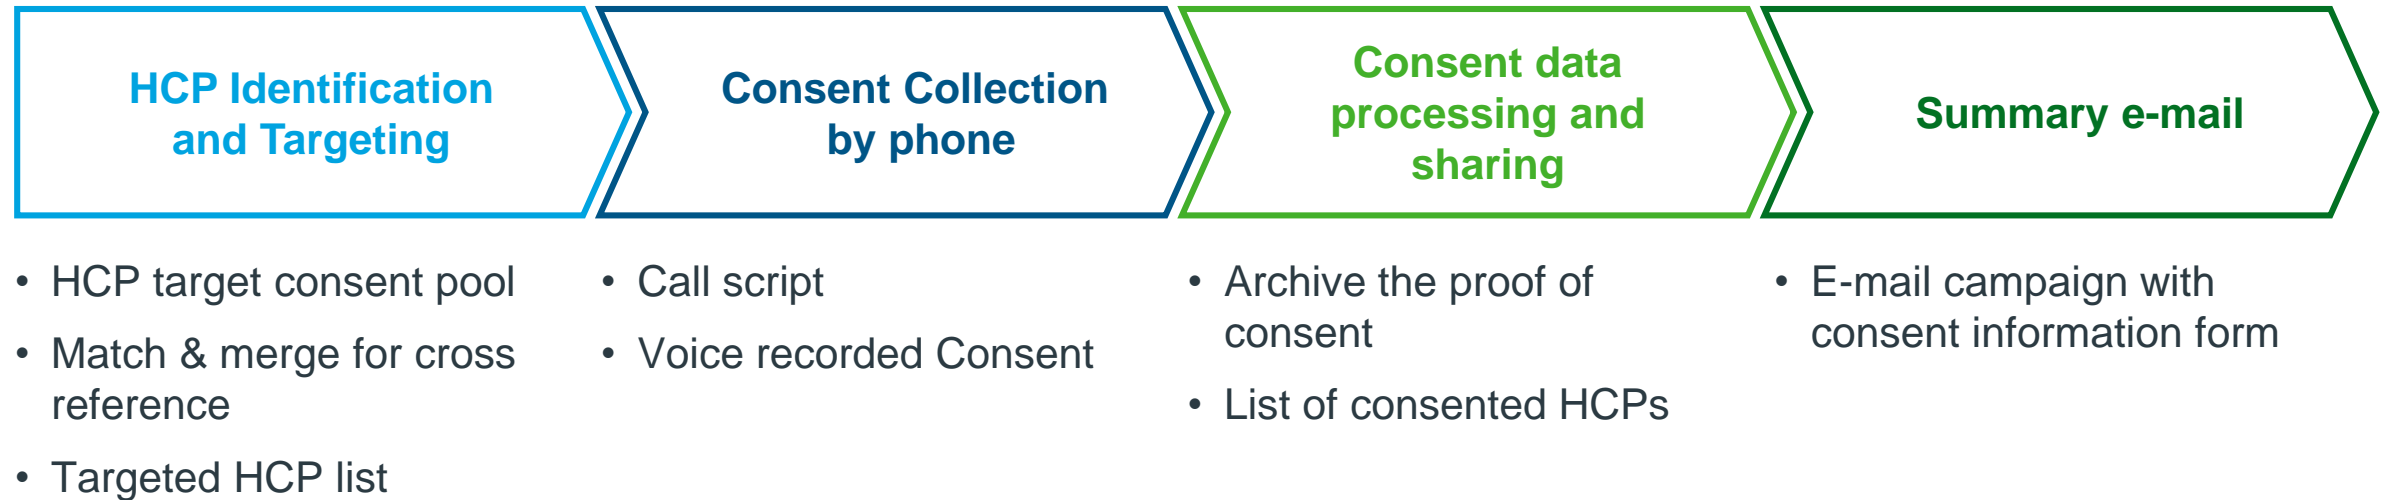 HCP Identification
and Targeting
Consent Collection
by phone
Consent data
processing and
sharing
Summary e-mail
• HCP target consent pool
• Match & merge for cross
reference
• Targeted HCP list
• Call script
• Voice recorded Consent
• Archive the proof of
consent
• List of consented HCPs
• E-mail campaign with
consent information form